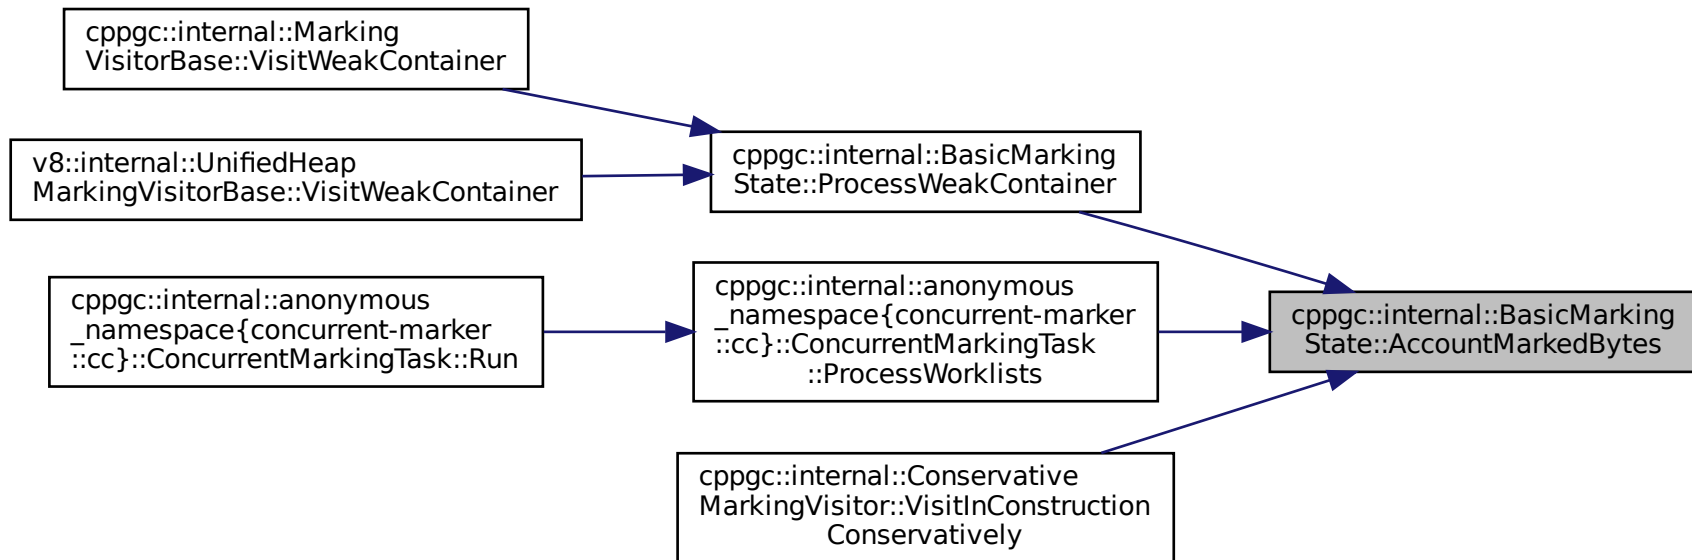 cppgc::internal::Marking
VisitorBase::VisitWeakContainer
v8::internal::UnifiedHeap
MarkingVisitorBase::VisitWeakContainer
cppgc::internal::BasicMarking
State::ProcessWeakContainer
cppgc::internal::anonymous
_namespace{concurrent-marker
::cc}::ConcurrentMarkingTask::Run
cppgc::internal::anonymous
_namespace{concurrent-marker
::cc}::ConcurrentMarkingTask
::ProcessWorklists
cppgc::internal::BasicMarking
State::AccountMarkedBytes
cppgc::internal::Conservative
MarkingVisitor::VisitInConstruction
Conservatively